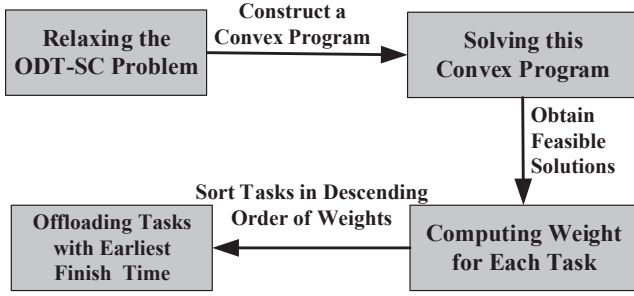 Relaxing the
ODT-SC Problem
Construct a
Convex Program
Solving this
Convex Program
Obtain
Feasible
Solutions
Computing Weight
for Each Task
Sort Tasks in Descending
Order of Weights
Offloading Tasks
with Earliest
Finish Time